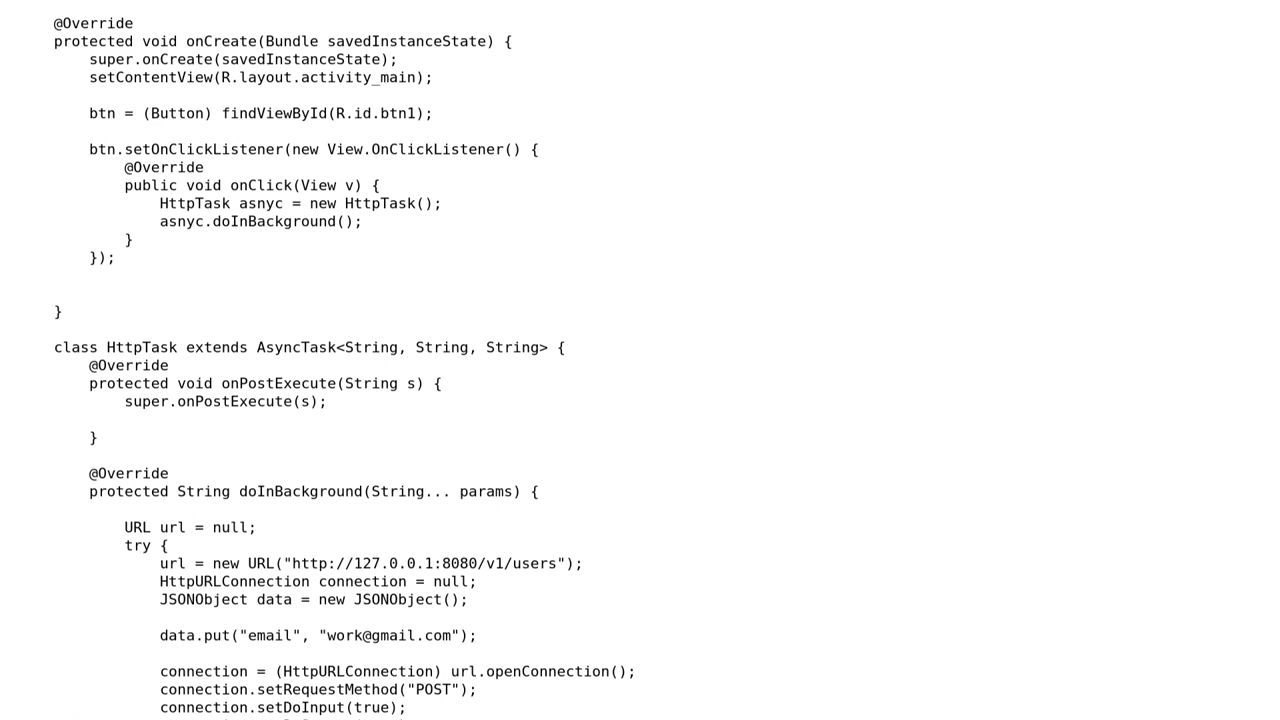 @Override
protected void onCreate(Bundle savedInstanceState) {
    super.onCreate(savedInstanceState);
    setContentView(R.layout.activity_main);

    btn = (Button) findViewById(R.id.btn1);

    btn.setOnClickListener(new View.OnClickListener() {
        @Override
        public void onClick(View v) {
            HttpTask asnyc = new HttpTask();
            asnyc.doInBackground();
        }
    });


}

class HttpTask extends AsyncTask<String, String, String> {
    @Override
    protected void onPostExecute(String s) {
        super.onPostExecute(s);

    }

    @Override
    protected String doInBackground(String... params) {

        URL url = null;
        try {
            url = new URL("http://127.0.0.1:8080/v1/users");
            HttpURLConnection connection = null;
            JSONObject data = new JSONObject();

            data.put("email", "work@gmail.com");

            connection = (HttpURLConnection) url.openConnection();
            connection.setRequestMethod("POST");
            connection.setDoInput(true);